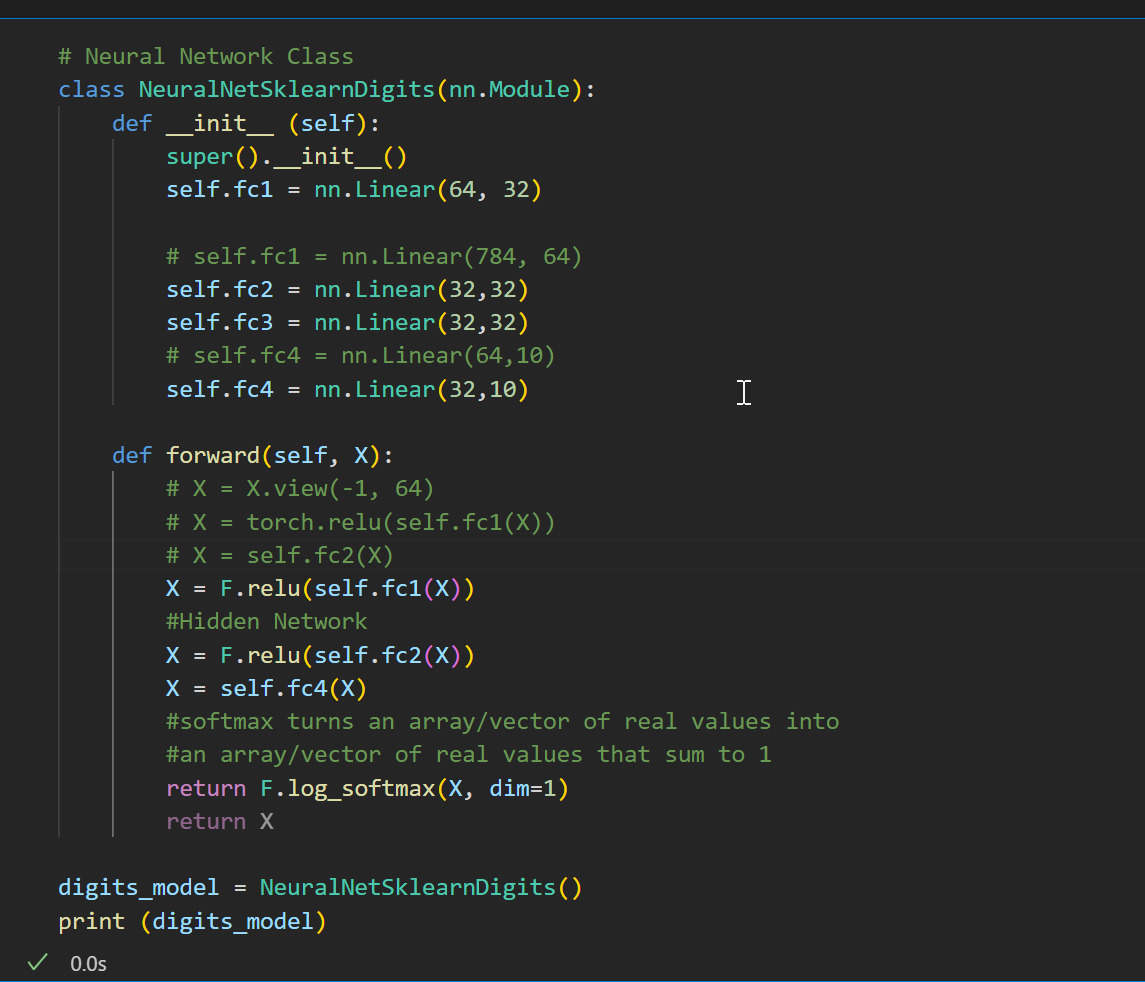 # Neural Network Class
class NeuralNetSklearnDigits(nn.Module):
    def __init__ (self):
        super().__init__()
        self.fc1 = nn.Linear(64, 32)

        # self.fc1 = nn.Linear(784, 64)
        self.fc2 = nn.Linear(32,32)
        self.fc3 = nn.Linear(32,32)
        # self.fc4 = nn.Linear(64,10)
        self.fc4 = nn.Linear(32,10)

    def forward(self, X):
        # X = X.view(-1, 64)
        # X = torch.relu(self.fc1(X))
        # X = self.fc2(X)
        X = F.relu(self.fc1(X))
        #Hidden Network
        X = F.relu(self.fc2(X))
        X = self.fc4(X)
        #softmax turns an array/vector of real values into
        #an array/vector of real values that sum to 1
        return F.log_softmax(X, dim=1)
        return X

digits_model = NeuralNetSklearnDigits()
print (digits_model)
0.0s